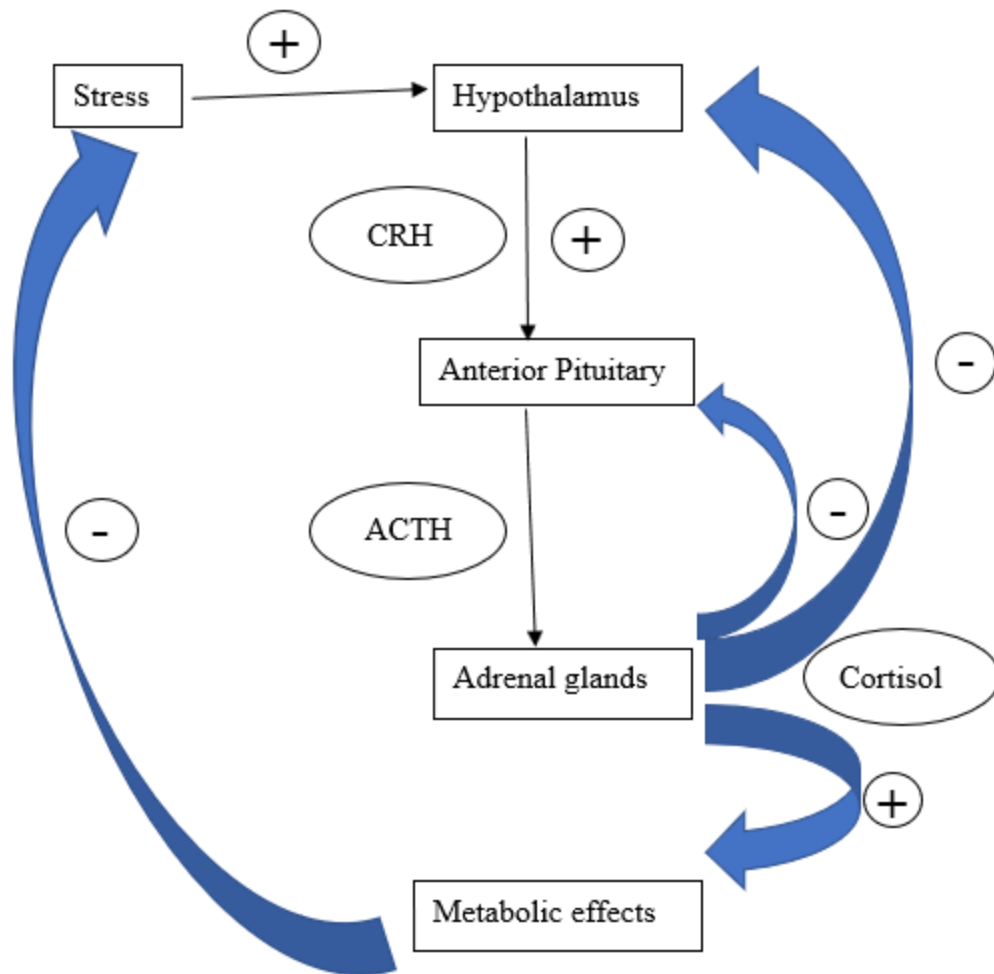 +
Stress
Hypothalamus
CRH
+
Anterior Pituitary
-
-
-
ACTH
Adrenal glands
Cortisol
+
Metabolic effects